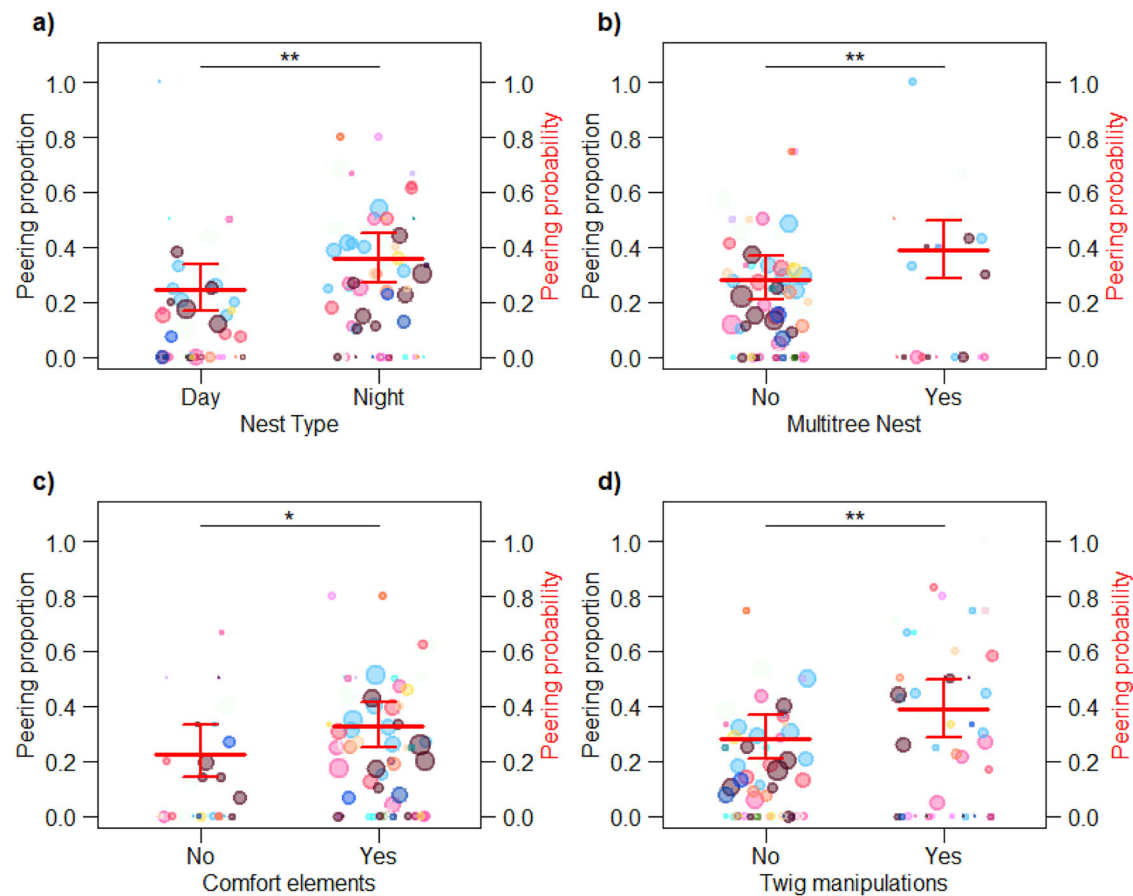 a)
**
1.0
0.8
0.6
0.4
0.2
0.0
Peering proportion
1.0
0.8
0.6
0.4
0.2
0.0
Peering probability
Day
Night
Nest Type
b)
**
1.0
0.8
0.6
0.4
0.2
0.0
Peering proportion
1.0
0.8
0.6
0.4
0.2
0.0
Peering probability
No
Yes
Multitree Nest
c)
*
1.0
0.8
0.6
0.4
0.2
0.0
Peering proportion
1.0
0.8
0.6
0.4
0.2
0.0
Peering probability
No
Yes
Comfort elements
d)
**
1.0
0.8
0.6
0.4
0.2
0.0
Peering proportion
1.0
0.8
0.6
0.4
0.2
0.0
Peering probability
No
Yes
Twig manipulations